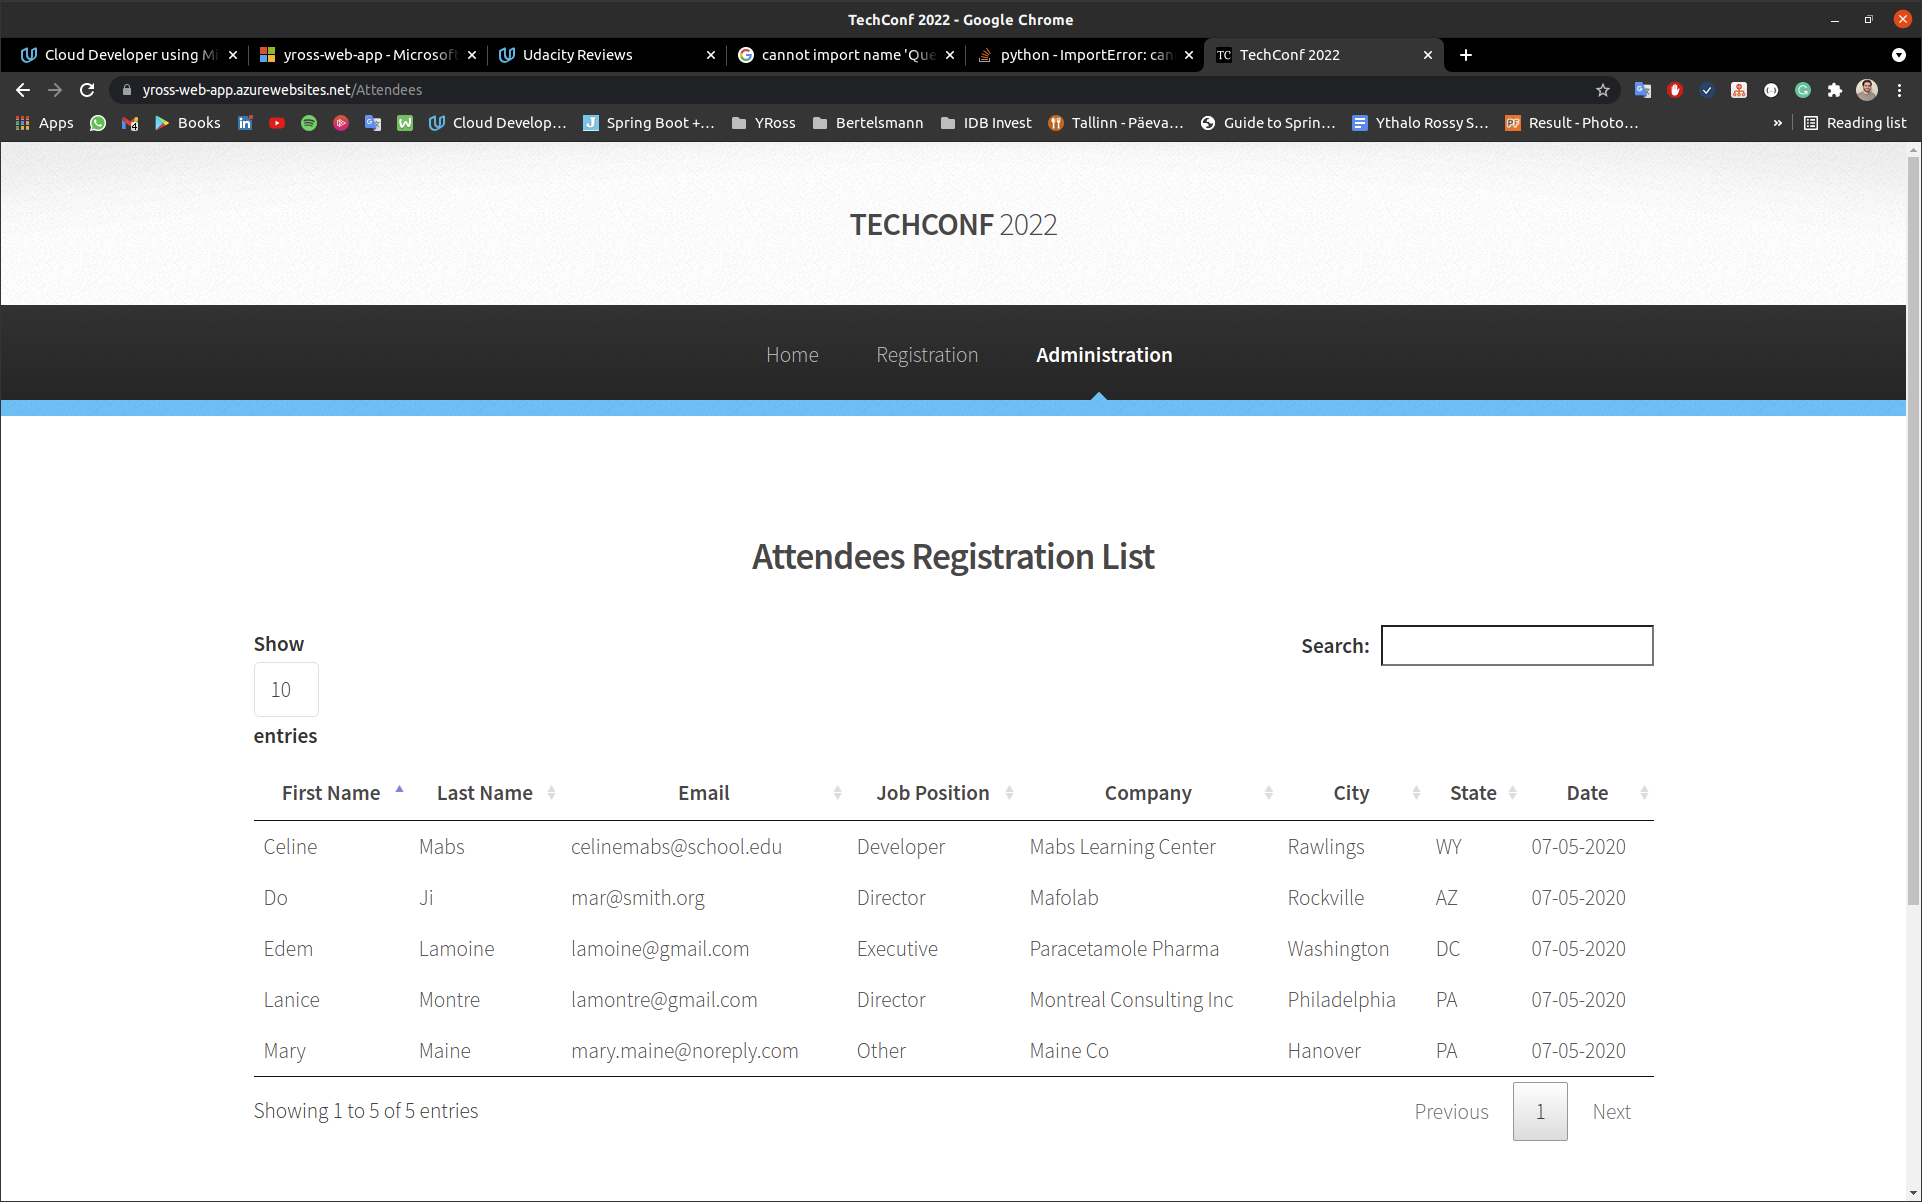 TechConf 2022 - Google Chrome
Cloud Developer using Mi
yross-web-app - Microsoft
Udacity Reviews
cannot import name 'Que
python - ImportError: can
TC TechConf 2022
yross-web-app.azurewebsites.net/Attendees
Apps
Books
Cloud Develop...
Spring Boot +...
YRoss
Bertelsmann
IDB Invest
Tallinn - Päeva...
Guide to Sprin...
Ythalo Rossy S...
Result - Photo...
»
Reading list
TECHCONF 2022
Home Registration Administration
Attendees Registration List
Show
10
entries
Search:
First Name Last Name Email Job Position Company City State Date
Celine Mabs celinemabs@school.edu Developer Mabs Learning Center Rawlings WY 07-05-2020
Do Ji mar@smith.org Director Mafolab Rockville AZ 07-05-2020
Edem Lamoine lamoine@gmail.com Executive Paracetamole Pharma Washington DC 07-05-2020
Lanice Montre lamontre@gmail.com Director Montreal Consulting Inc Philadelphia PA 07-05-2020
Mary Maine mary.maine@noreply.com Other Maine Co Hanover PA 07-05-2020
Showing 1 to 5 of 5 entries
Previous 1 Next